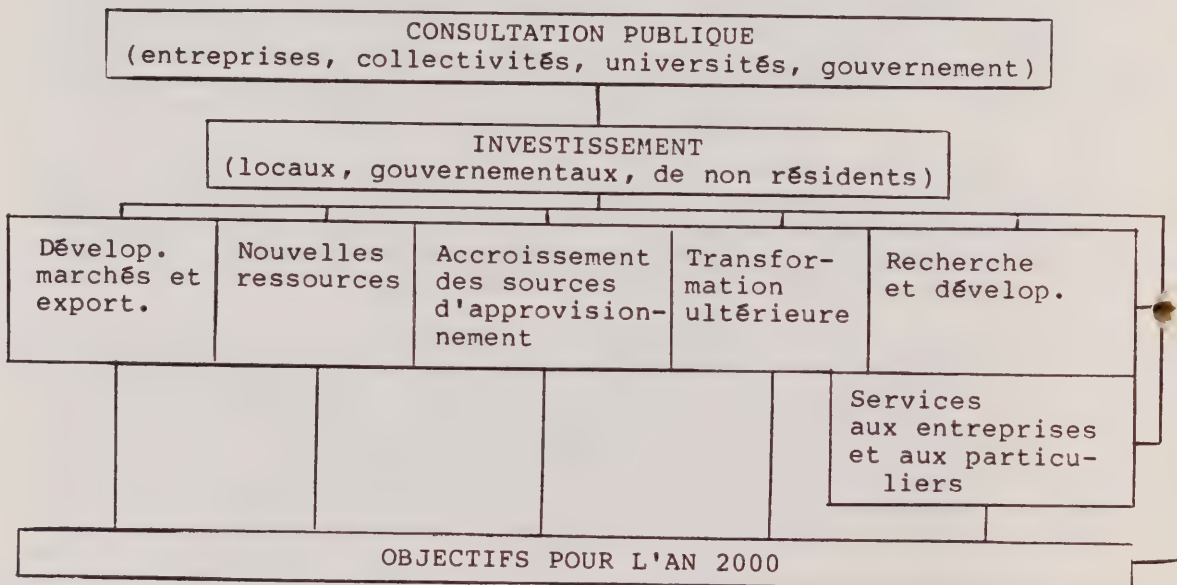 CONSULTATION PUBLIQUE
(entreprises, collectivités, universités, gouvernement)
INVESTISSEMENT
(locaux, gouvernementaux, de non résidents)
Dévelop.
marchés et
export.
Nouvelles
ressources
Accroissement
des sources
d'approvision-
nement
Transfor-
mation
ultérieure
Recherche
et dévelop.
Services
aux entreprises
et aux particu-
liers
OBJECTIFS POUR L'AN 2000